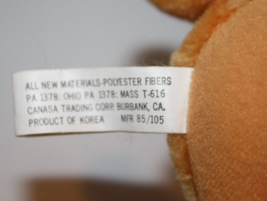 ALL NEW MATERIALS-POLYESTER FIBERS
PA 1378: OHIO PA 1378: MASS T-616
CANASA TRADING CORP. BURBANK, CA.
PRODUCT OF KOREA MFR 85/105